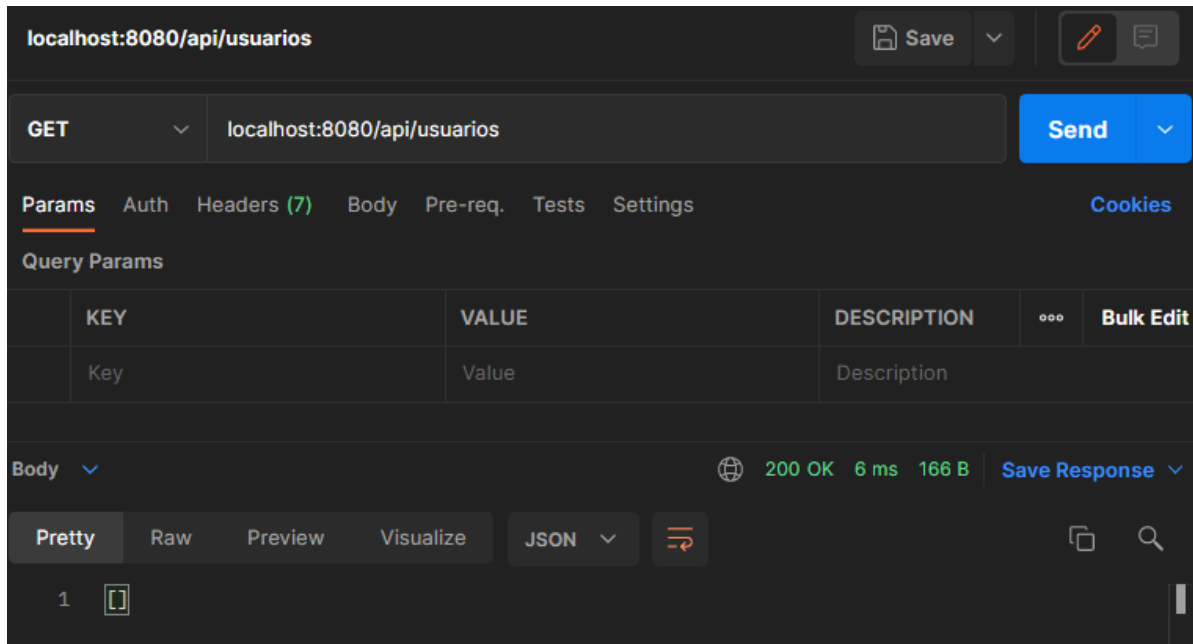 localhost:8080/api/usuarios Save
GET localhost:8080/api/usuarios Send
Params Auth Headers (7) Body Pre-req. Tests Settings Cookies
Query Params
KEY VALUE DESCRIPTION ooo Bulk Edit
Key Value Description
Body 200 OK 6 ms 166 B Save Response
Pretty Raw Preview Visualize JSON
1 []